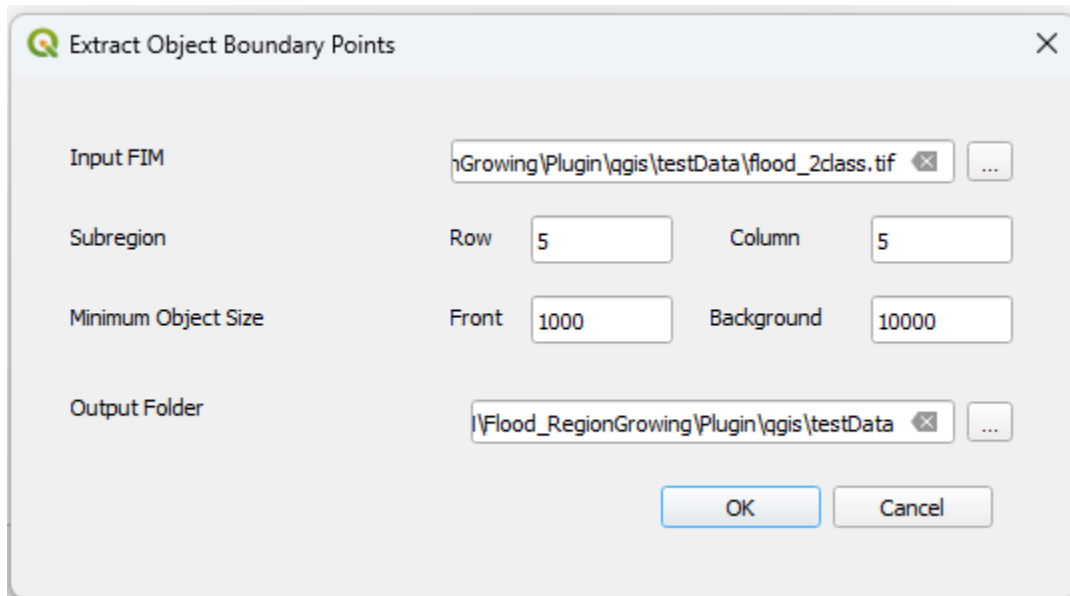 Extract Object Boundary Points
Input FIM nGrowing\Plugin\qgis\testData\flood_2class.tif ...
Subregion Row 5 Column 5
Minimum Object Size Front 1000 Background 10000
Output Folder l\Flood_RegionGrowing\Plugin\qgis\testData ...
OK Cancel